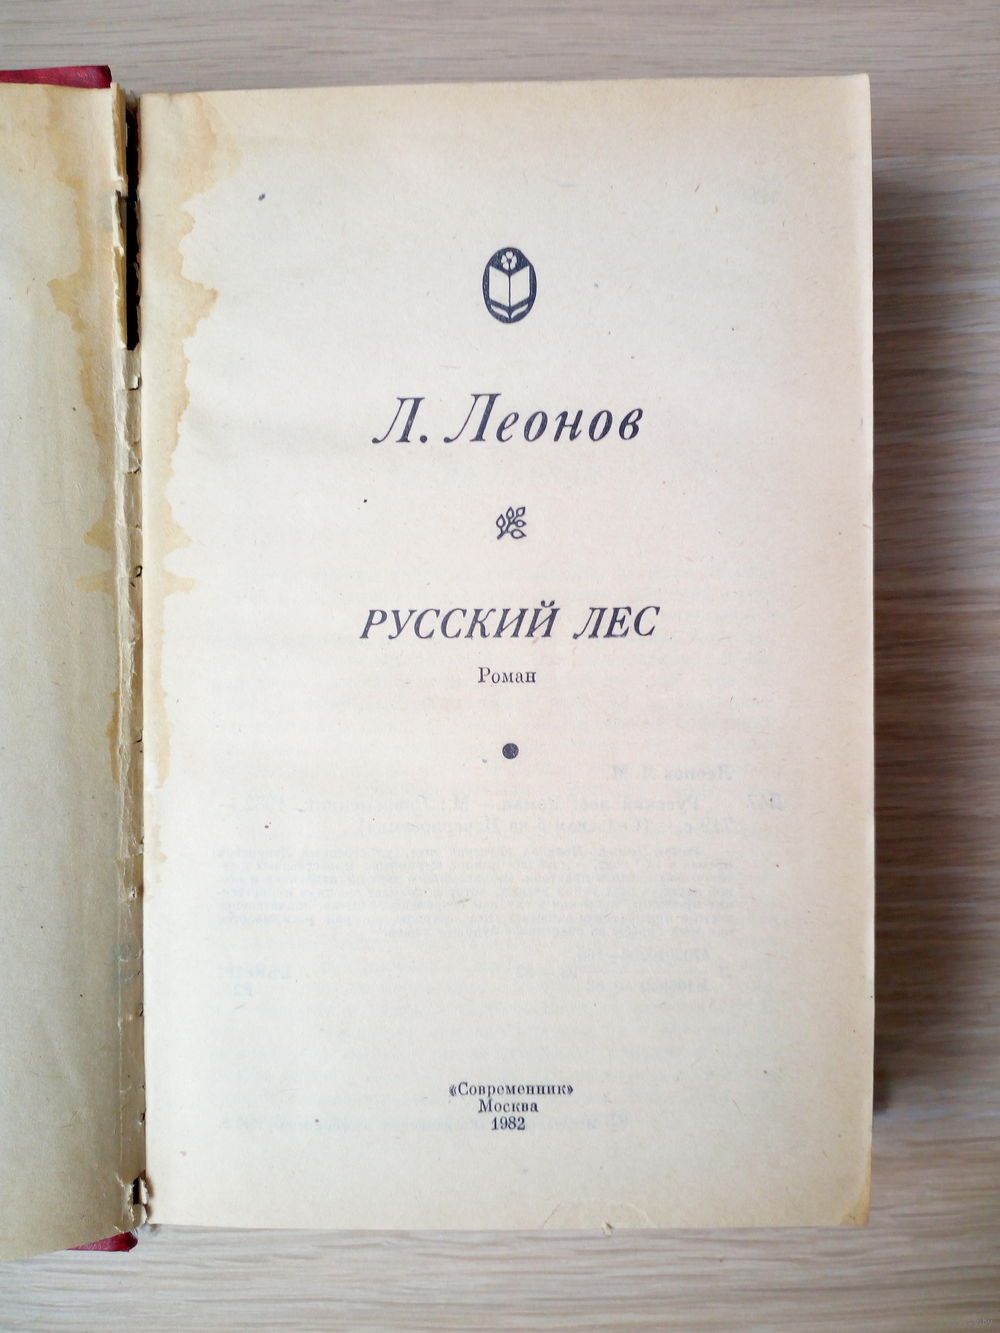 Л. Леонов
РУССКИЙ ЛЕС
Роман
«Современник»
Москва
1982